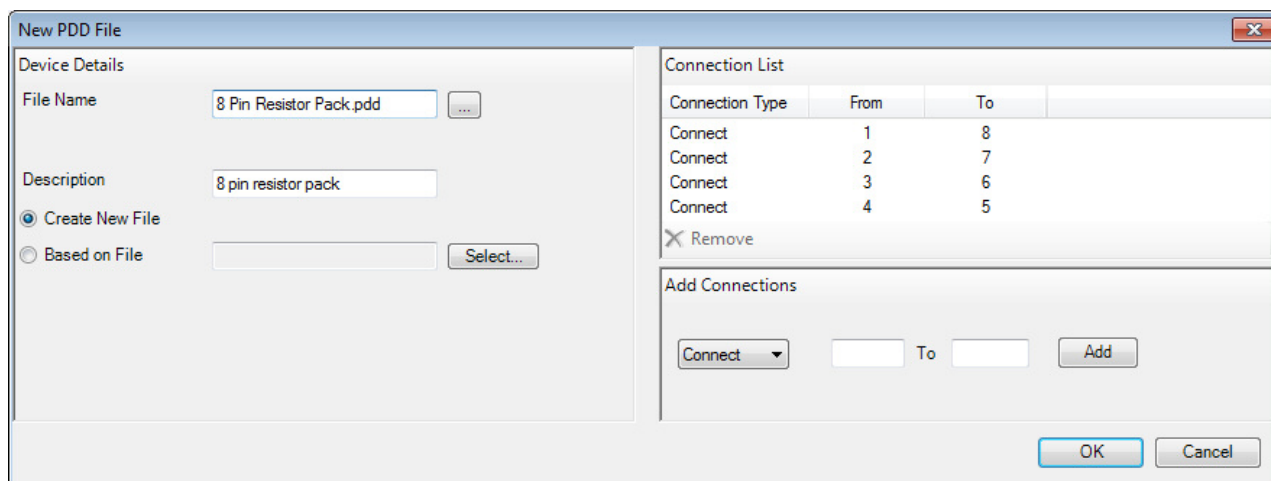 New PDD File
Device Details
File Name
8 Pin Resistor Pack.pdd
...
Description
8 pin resistor pack
Create New File
Based on File
Select...
Connection List
Connection Type From To
Connect 1 8
Connect 2 7
Connect 3 6
Connect 4 5
Remove
Add Connections
Connect To Add
OK Cancel